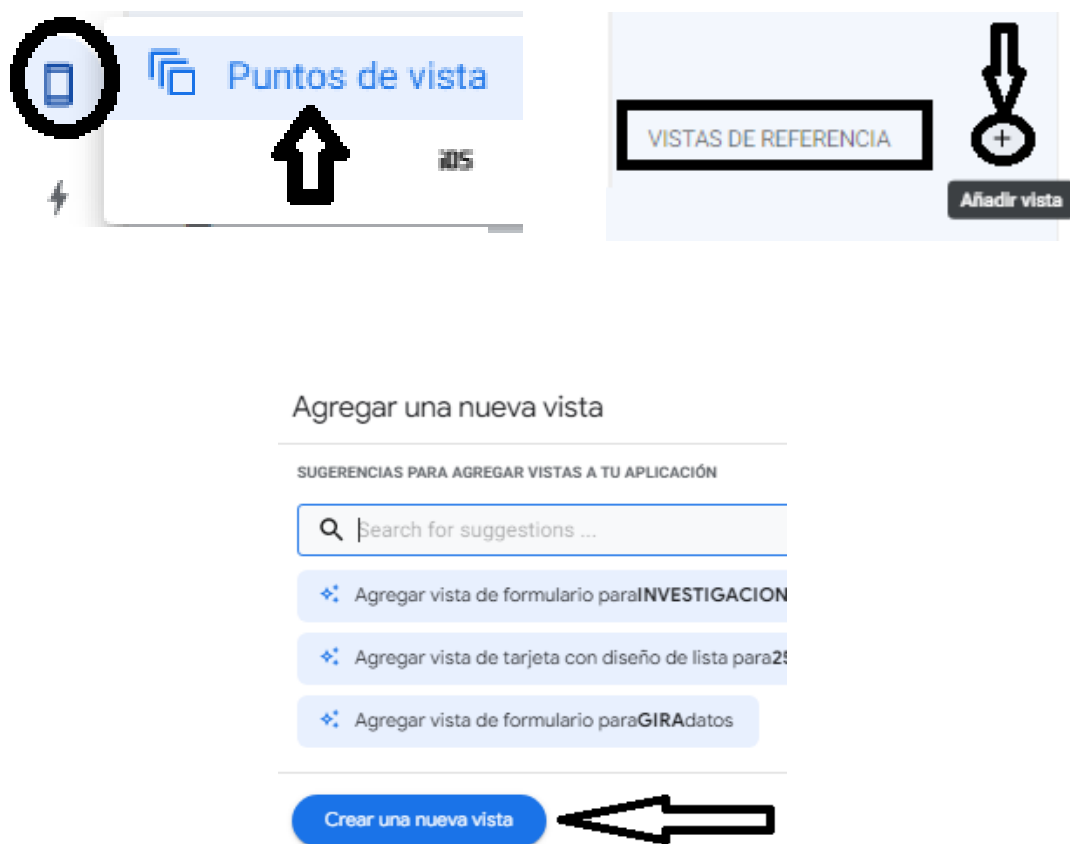 Puntos de vista
iOS
VISTAS DE REFERENCIA
+
Añadir vista
Agregar una nueva vista
SUGERENCIAS PARA AGREGAR VISTAS A TU APLICACIÓN
Search for suggestions ...
Agregar vista de formulario paraINVESTIGACION
Agregar vista de tarjeta con diseño de lista para25
Agregar vista de formulario paraGIRAdatos
Crear una nueva vista